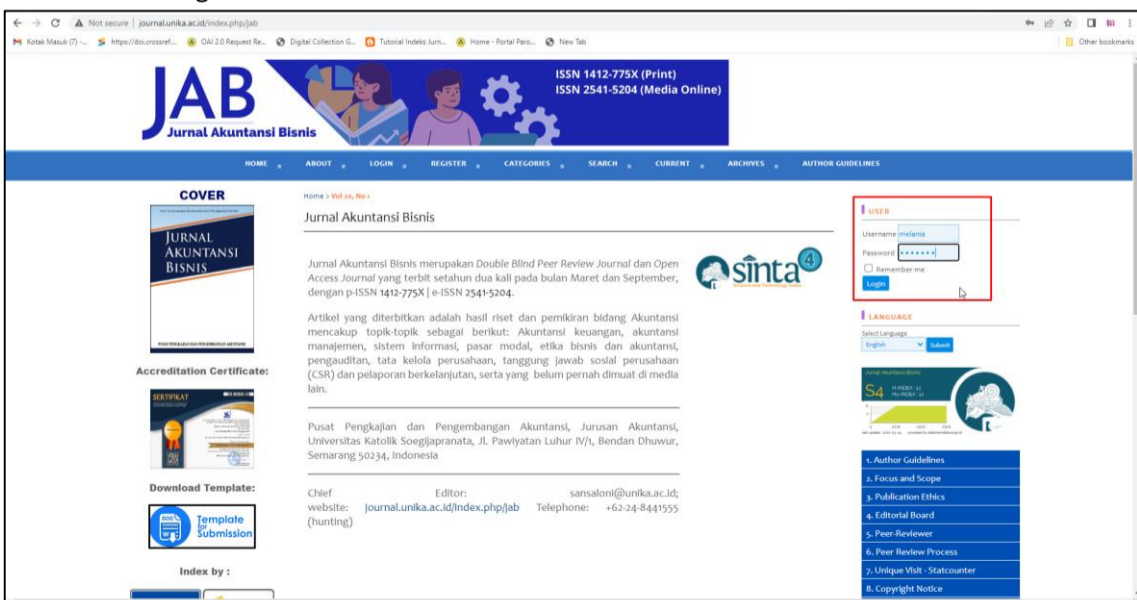 Not secure | journal.unika.ac.id/index.php/jab
Kotak Masuk (7) -... https://doi.crossref... OAI 2.0 Request Re... Digital Collection G... Tutorial Indeks Jurn... Home - Portal Paro... New Tab Other bookmarks
JAB
Jurnal Akuntansi Bisnis
ISSN 1412-775X (Print)
ISSN 2541-5204 (Media Online)
HOME ABOUT LOGIN REGISTER CATEGORIES SEARCH CURRENT ARCHIVES AUTHOR GUIDELINES
COVER
JURNAL
AKUNTANSI
BISNIS
Accreditation Certificate:
SERTIFIKAT
Download Template:
DOC
Template
for
Submission
Index by :
Home > Vol 20, No 1
Jurnal Akuntansi Bisnis
Jurnal Akuntansi Bisnis merupakan Double Blind Peer Review Journal dan Open
Access Journal yang terbit setahun dua kali pada bulan Maret dan September,
dengan p-ISSN 1412-775X | e-ISSN 2541-5204.
Artikel yang diterbitkan adalah hasil riset dan pemikiran bidang Akuntansi
mencakup topik-topik sebagai berikut: Akuntansi keuangan, akuntansi
manajemen, sistem informasi, pasar modal, etika bisnis dan akuntansi,
pengauditan, tata kelola perusahaan, tanggung jawab sosial perusahaan
(CSR) dan pelaporan berkelanjutan, serta yang belum pernah dimuat di media
lain.
Pusat Pengkajian dan Pengembangan Akuntansi, Jurusan Akuntansi,
Universitas Katolik Soegijapranata, Jl. Pawiyatan Luhur IV/1, Bendan Dhuwur,
Semarang 50234, Indonesia
Chief Editor: sansaloni@unika.ac.id;
website: journal.unika.ac.id/index.php/jab Telephone: +62-24-8441555
(hunting)
sinta 4
USER
Username melanie
Password
Remember me
Login
LANGUAGE
Select Language
English Submit
Jurnal Akuntansi Bisnis
S4
1. Author Guidelines
2. Focus and Scope
3. Publication Ethics
4. Editorial Board
5. Peer-Reviewer
6. Peer Review Process
7. Unique Visit - Statcounter
8. Copyright Notice